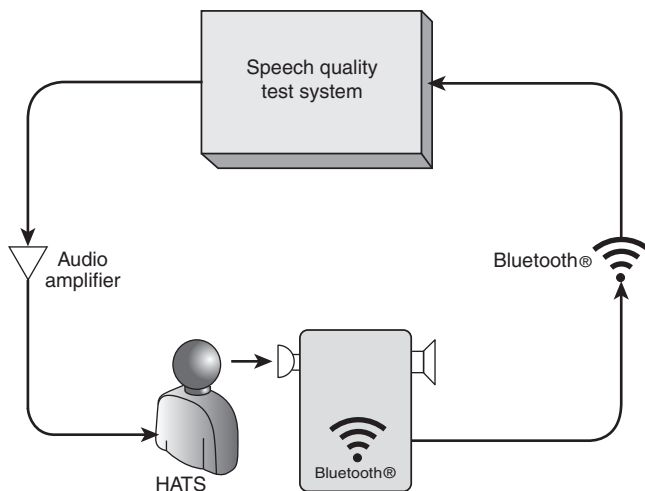 Speech quality
test system
Audio
amplifier
Bluetooth®
HATS
Bluetooth®